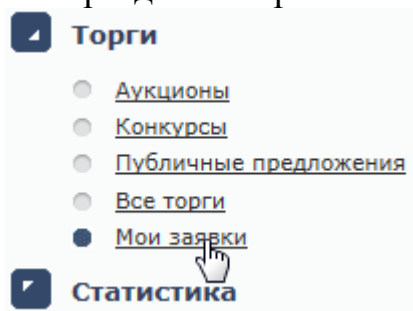 Торги
Аукционы
Конкурсы
Публичные предложения
Все торги
Мои заявки
Статистика